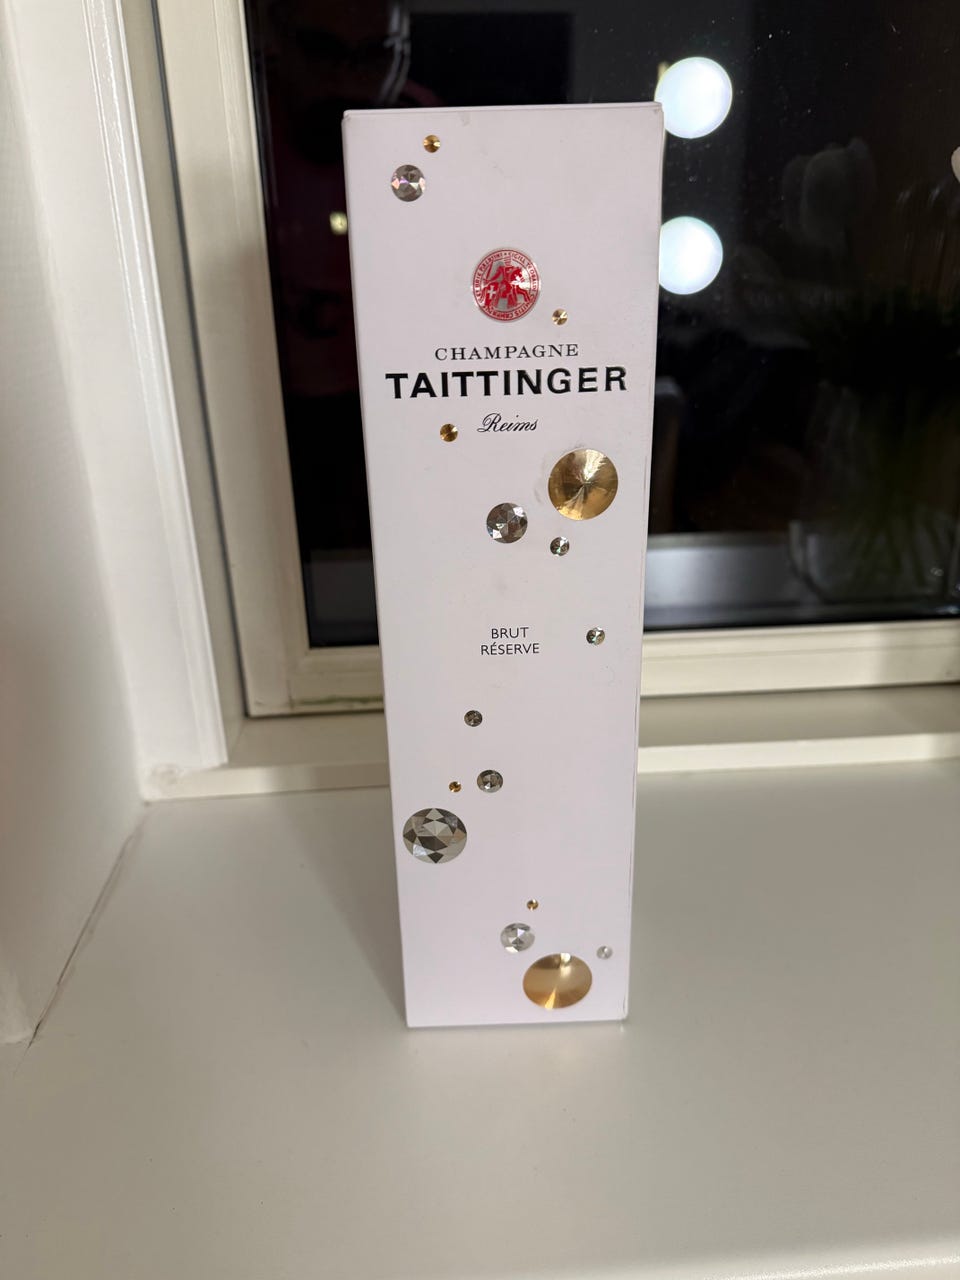 CHAMPAGNE
TAITTINGER
Reims
BRUT
RÉSERVE